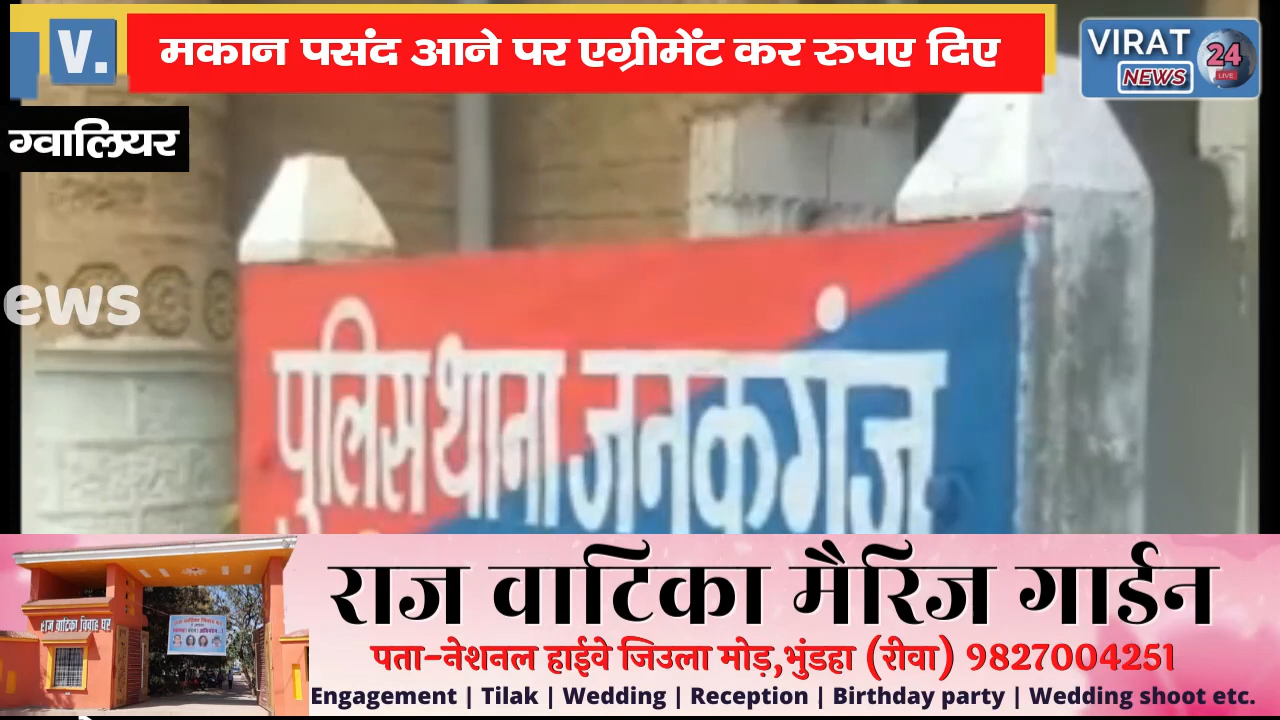 V.
मकान पसंद आने पर एग्रीमेंट कर रुपए दिए
VIRAT
NEWS
24
LIVE
ग्वालियर
ews
पुलिस थाना जनकगंज
राज वाटिका मैरिज गार्डन
राज वाटिका विवाह घर
पता-नेशनल हाईवे जिउला मोड़,भुंडहा (रीवा) 9827004251
Engagement | Tilak | Wedding | Reception | Birthday party | Wedding shoot etc.